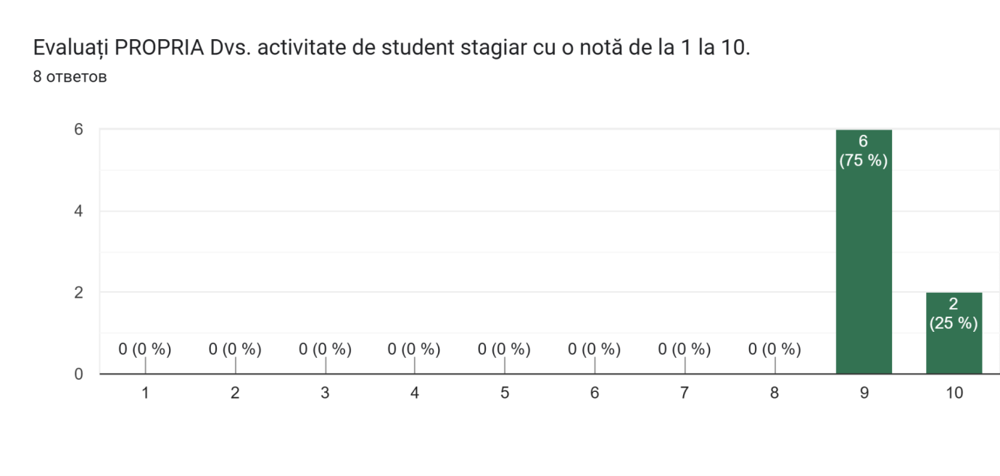 Evaluați PROPRIA Dvs. activitate de student stagiar cu o notă de la 1 la 10.
8 ответов
6
4
2
0
0 (0 %) 0 (0 %) 0 (0 %) 0 (0 %) 0 (0 %) 0 (0 %) 0 (0 %) 0 (0 %)
6
(75 %)
2
(25 %)
1 2 3 4 5 6 7 8 9 10